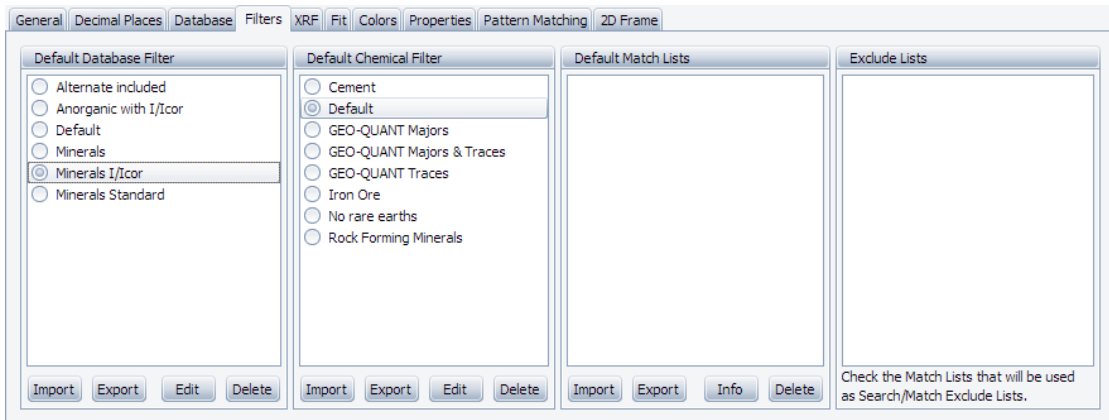 General Decimal Places Database Filters XRF Fit Colors Properties Pattern Matching 2D Frame
Default Database Filter
Alternate included
Anorganic with I/Icor
Default
Minerals
Minerals I/Icor
Minerals Standard
Import Export Edit Delete
Default Chemical Filter
Cement
Default
GEO-QUANT Majors
GEO-QUANT Majors & Traces
GEO-QUANT Traces
Iron Ore
No rare earths
Rock Forming Minerals
Import Export Edit Delete
Default Match Lists
Import Export Info Delete
Exclude Lists
Check the Match Lists that will be used
as Search/Match Exclude Lists.